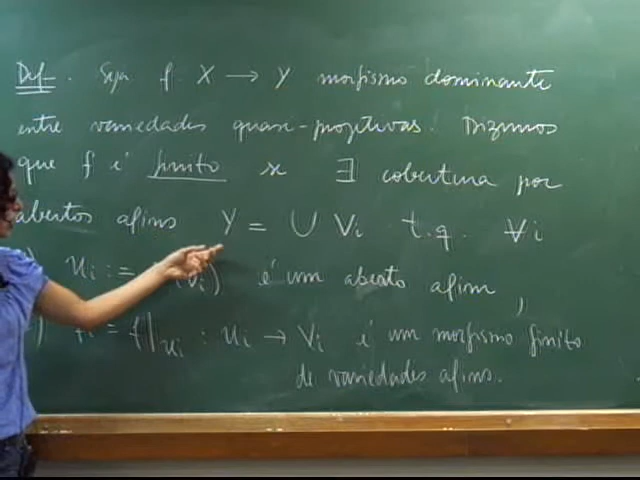 Def. Seja f: X → Y morfismo dominante
entre variedades quasi-projetivas. Dizemos
que f é finito se ∃ cobertura por
abertos afins Y = ∪ Vi t.q. ∀i
) Ui := (Vi) é um aberto afim,
) fi = f|Ui : Ui → Vi é um morfismo finito
de variedades afins.